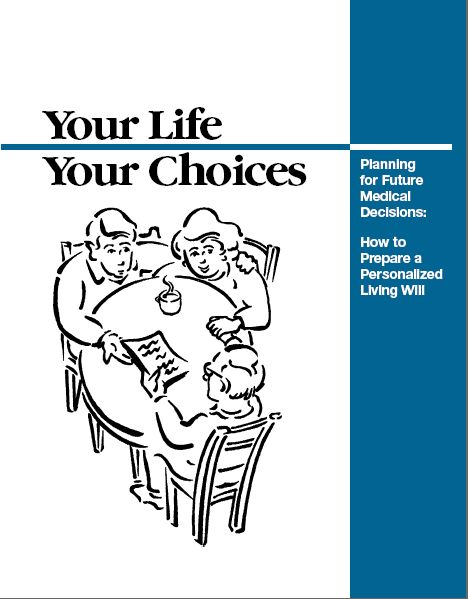 Your Life
Your Choices
Planning
for Future
Medical
Decisions:
How to
Prepare a
Personalized
Living Will